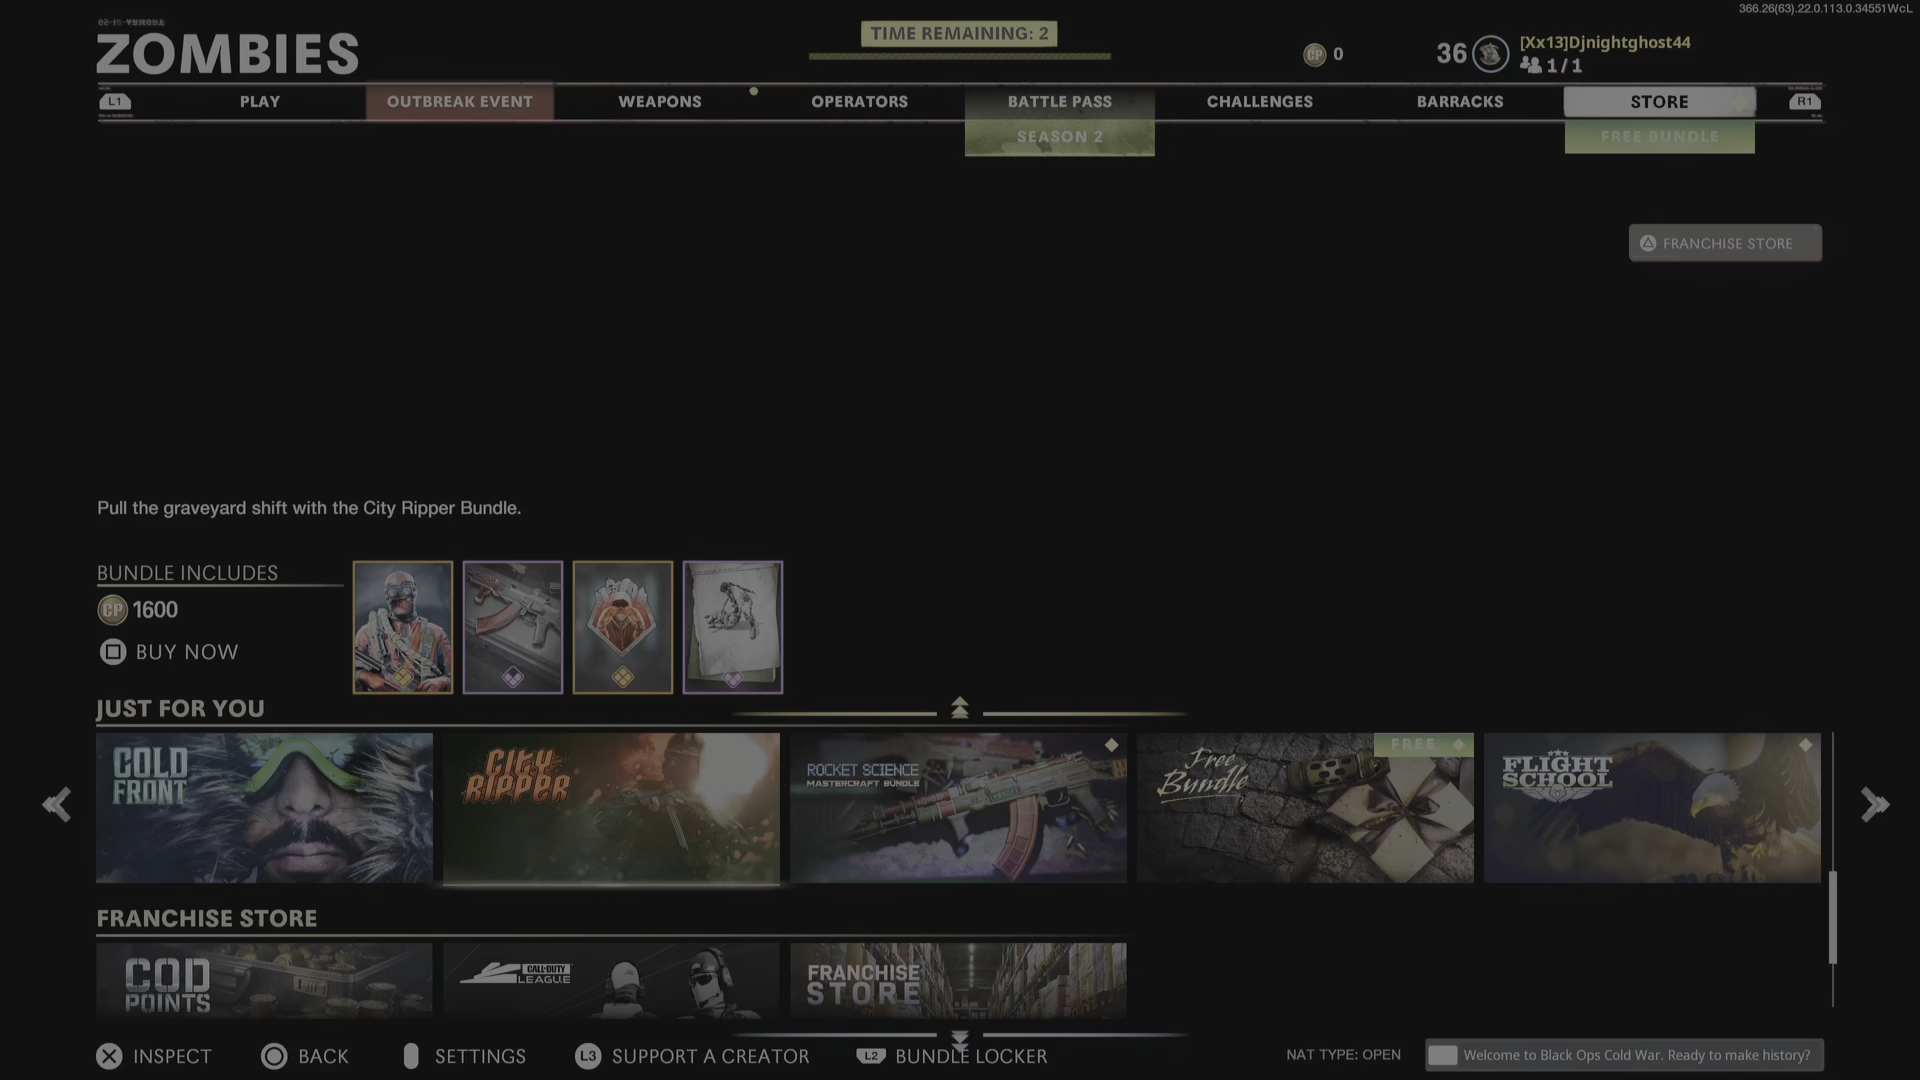 366.26(63).22.0.113.0.34551WcL
ZOMBIES
TIME REMAINING: 2
CP 0
36
[Xx13]Djnightghost44
1/1
L1
PLAY
OUTBREAK EVENT
WEAPONS
OPERATORS
BATTLE PASS
CHALLENGES
BARRACKS
STORE
R1
SEASON 2
FREE BUNDLE
FRANCHISE STORE
Pull the graveyard shift with the City Ripper Bundle.
BUNDLE INCLUDES
CP 1600
BUY NOW
JUST FOR YOU
COLD
FRONT
CITY
RIPPER
ROCKET SCIENCE
MASTERCRAFT BUNDLE
Free
Bundle
FREE
FLIGHT
SCHOOL
FRANCHISE STORE
COD
POINTS
CALL OF DUTY
LEAGUE
FRANCHISE
STORE
INSPECT
BACK
SETTINGS
L3 SUPPORT A CREATOR
L2 BUNDLE LOCKER
NAT TYPE: OPEN
Welcome to Black Ops Cold War. Ready to make history?